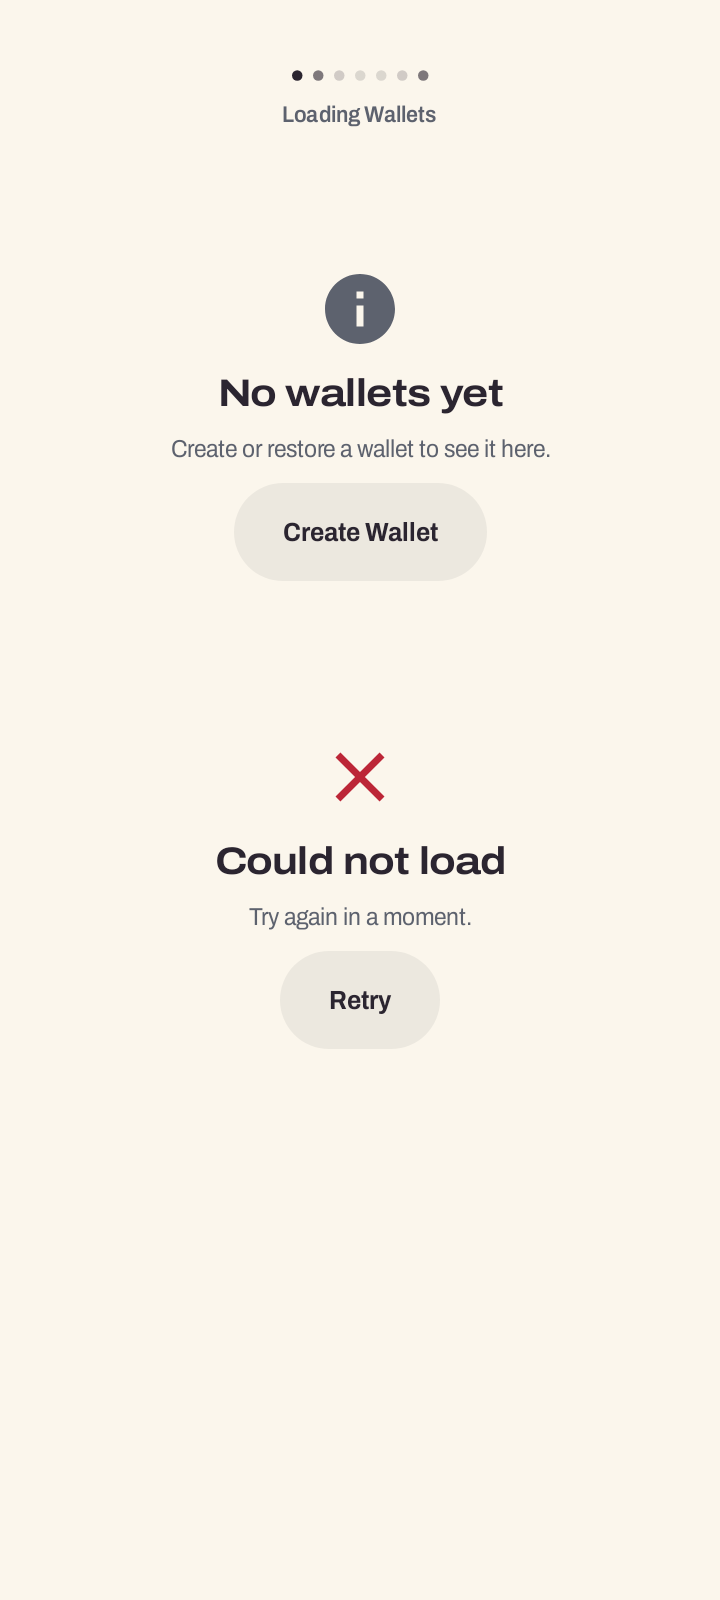 Loading Wallets
No wallets yet
Create or restore a wallet to see it here.
Create Wallet
Could not load
Try again in a moment.
Retry